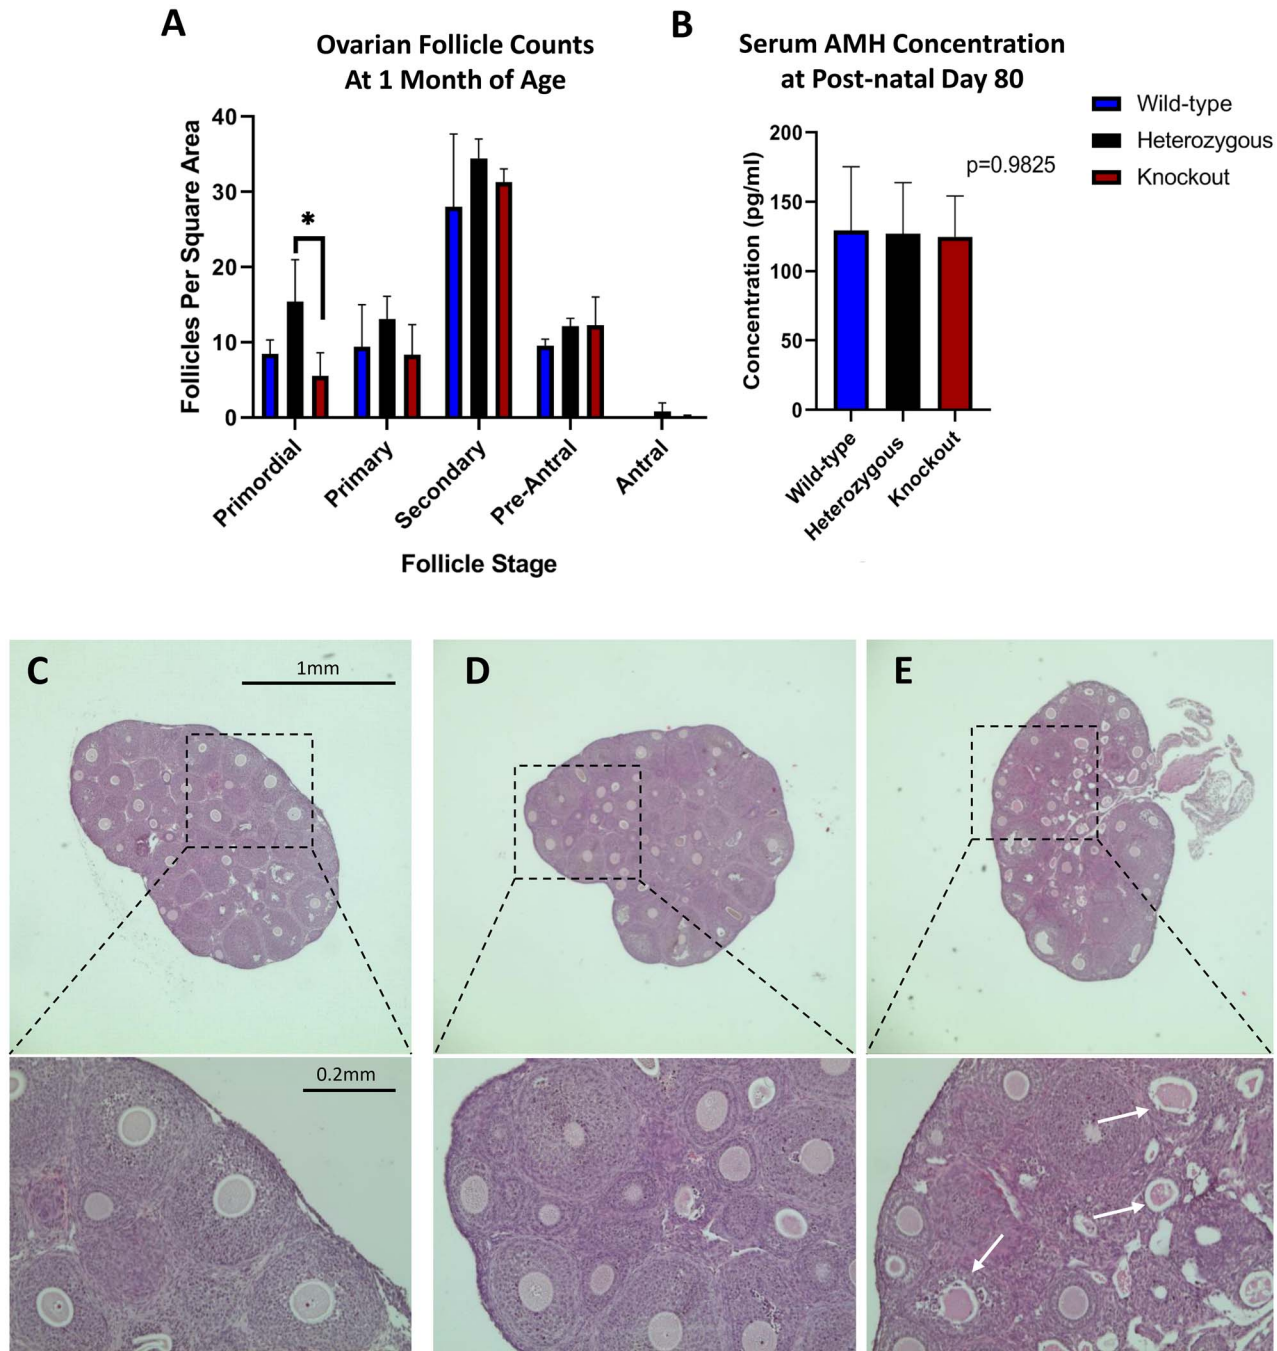 A
Ovarian Follicle Counts
At 1 Month of Age
Follicles Per Square Area
40
30
20
10
0
*
Primordial
Primary
Secondary
Pre-Antral
Antral
Follicle Stage
B
Serum AMH Concentration
at Post-natal Day 80
Concentration (pg/ml)
200
150
100
50
0
p=0.9825
Wild-type
Heterozygous
Knockout
Wild-type
Heterozygous
Knockout
C
1mm
D
E
0.2mm